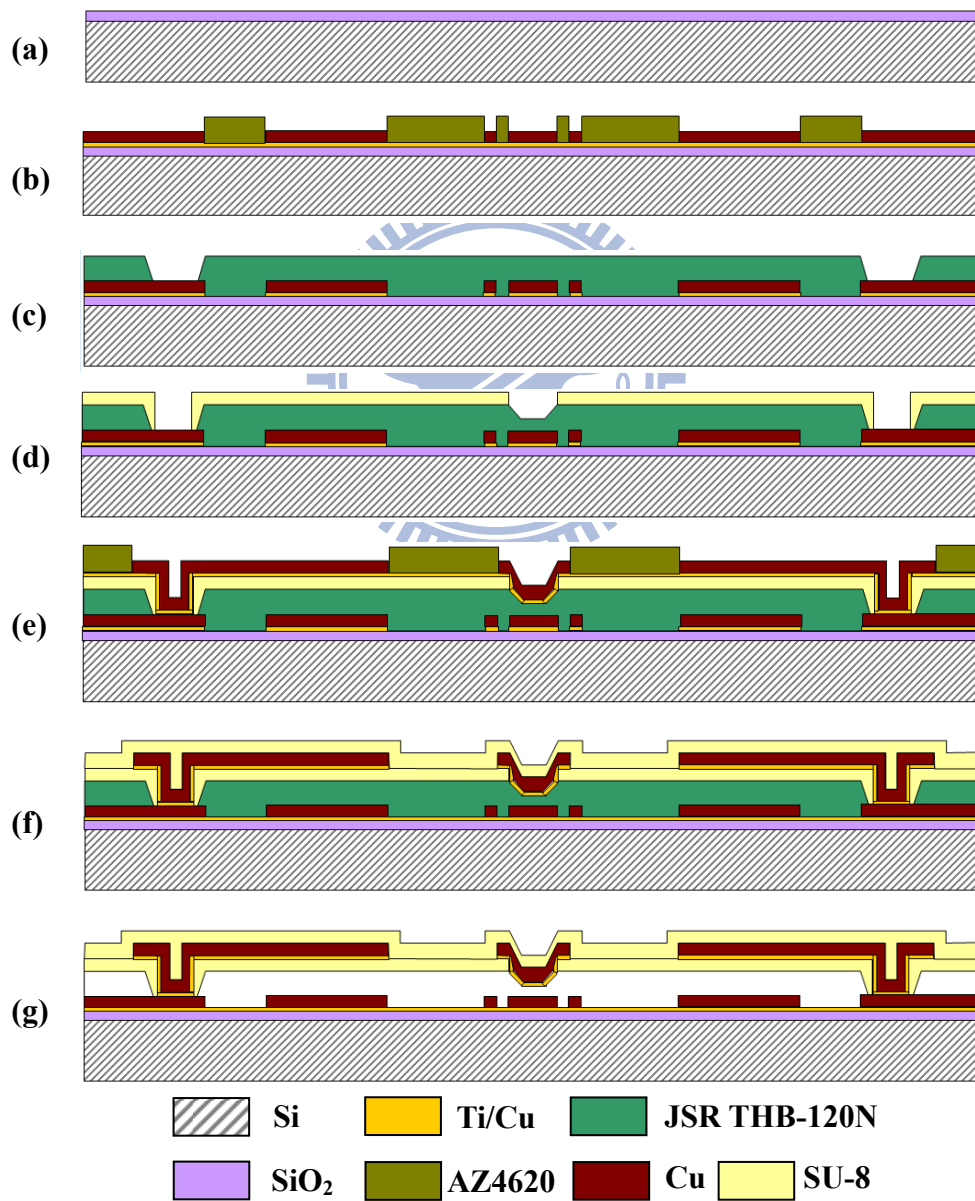 (a)
(b)
(c)
(d)
(e)
(f)
(g)
Si Ti/Cu JSR THB-120N
SiO₂ AZ4620 Cu SU-8